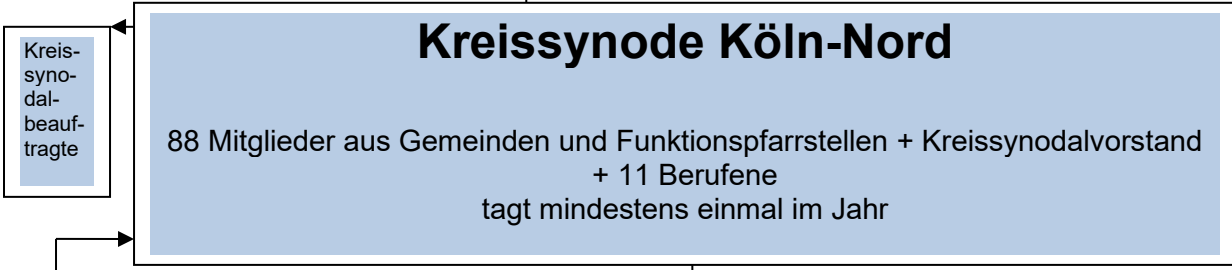 Kreis-
syno-
dal-
beauf-
tragte
Kreissynode Köln-Nord
88 Mitglieder aus Gemeinden und Funktionspfarrstellen + Kreissynodalvorstand
+ 11 Berufene
tagt mindestens einmal im Jahr